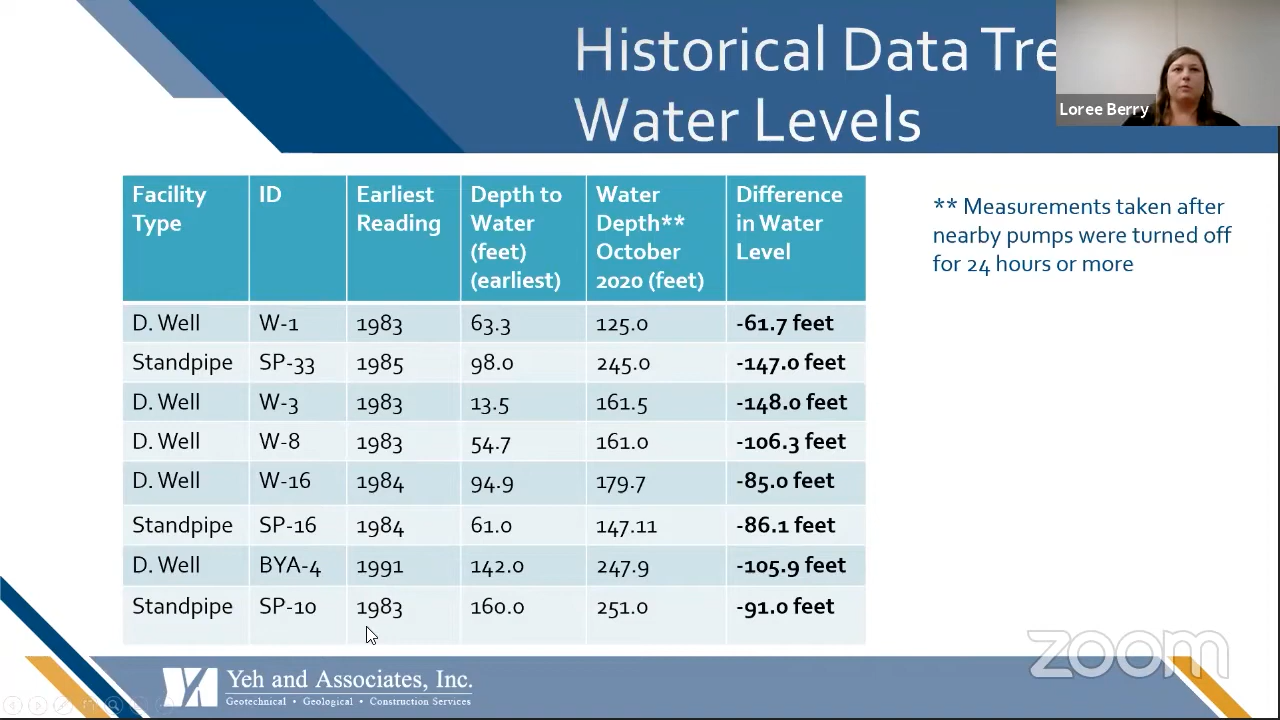 Historical Data Tre
Water Levels
Loree Berry
Facility Type | ID | Earliest Reading | Depth to Water (feet) (earliest) | Water Depth** October 2020 (feet) | Difference in Water Level
D. Well | W-1 | 1983 | 63.3 | 125.0 | -61.7 feet
Standpipe | SP-33 | 1985 | 98.0 | 245.0 | -147.0 feet
D. Well | W-3 | 1983 | 13.5 | 161.5 | -148.0 feet
D. Well | W-8 | 1983 | 54.7 | 161.0 | -106.3 feet
D. Well | W-16 | 1984 | 94.9 | 179.7 | -85.0 feet
Standpipe | SP-16 | 1984 | 61.0 | 147.11 | -86.1 feet
D. Well | BYA-4 | 1991 | 142.0 | 247.9 | -105.9 feet
Standpipe | SP-10 | 1983 | 160.0 | 251.0 | -91.0 feet
** Measurements taken after
nearby pumps were turned off
for 24 hours or more
Yeh and Associates, Inc.
Geotechnical • Geological • Construction Services
zoom